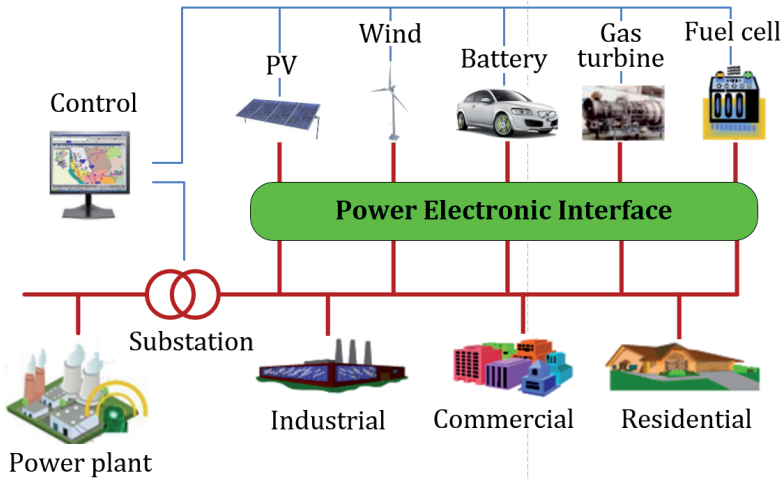 Control
PV
Wind
Battery
Gas
turbine
Fuel cell
Power Electronic Interface
Substation
Power plant
Industrial
Commercial
Residential